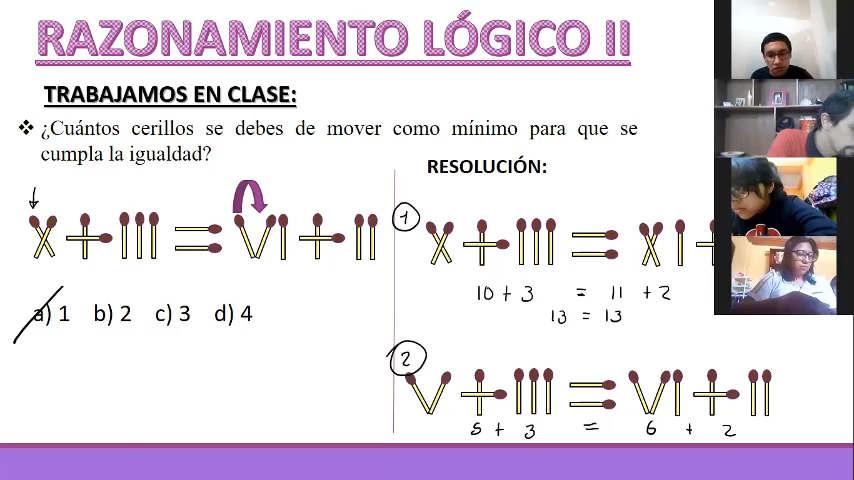 RAZONAMIENTO LÓGICO II
TRABAJAMOS EN CLASE:
❖ ¿Cuántos cerillos se debes de mover como mínimo para que se
cumpla la igualdad?
X + III = VI + II
a) 1 b) 2 c) 3 d) 4
RESOLUCIÓN:
1
X + III = XI +
10 + 3 = 11 + 2
13 = 13
2
V + III = VI + II
5 + 3 = 6 + 2